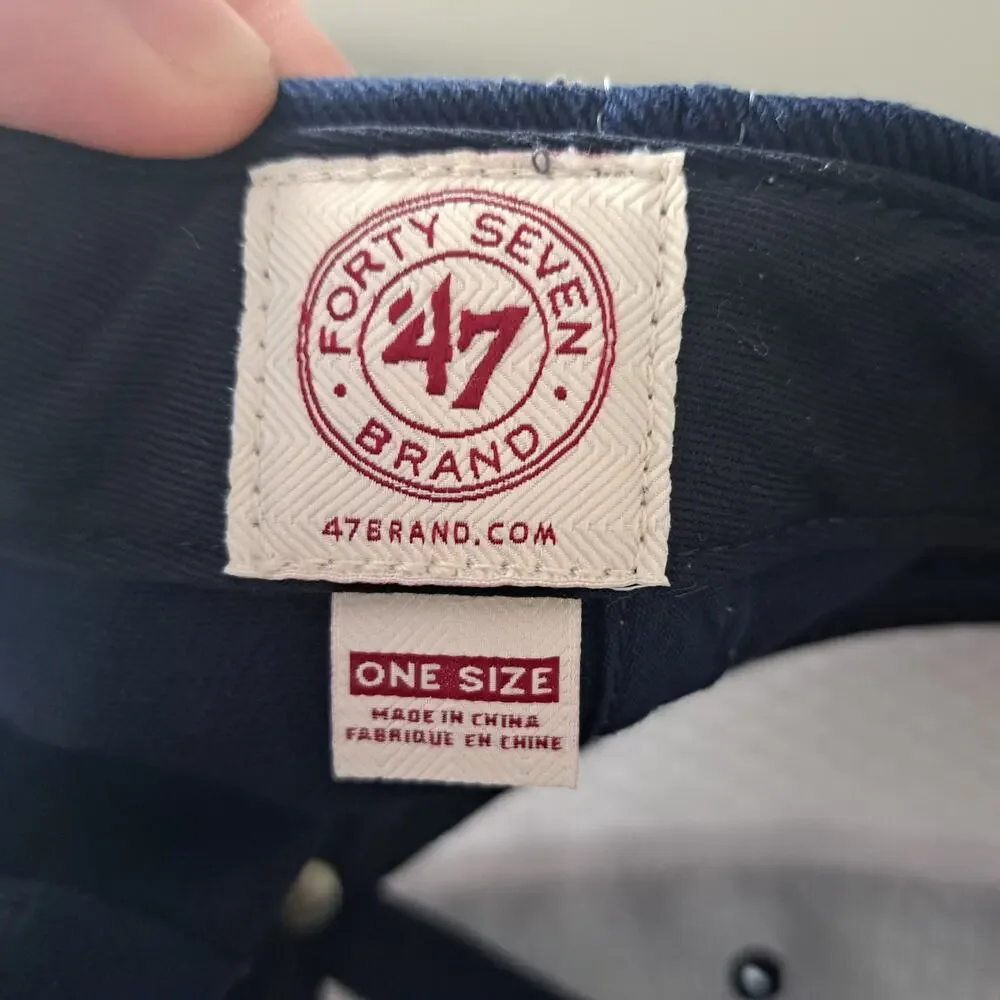 FORTY SEVEN
47
BRAND
47BRAND.COM
ONE SIZE
MADE IN CHINA
FABRIQUE EN CHINE